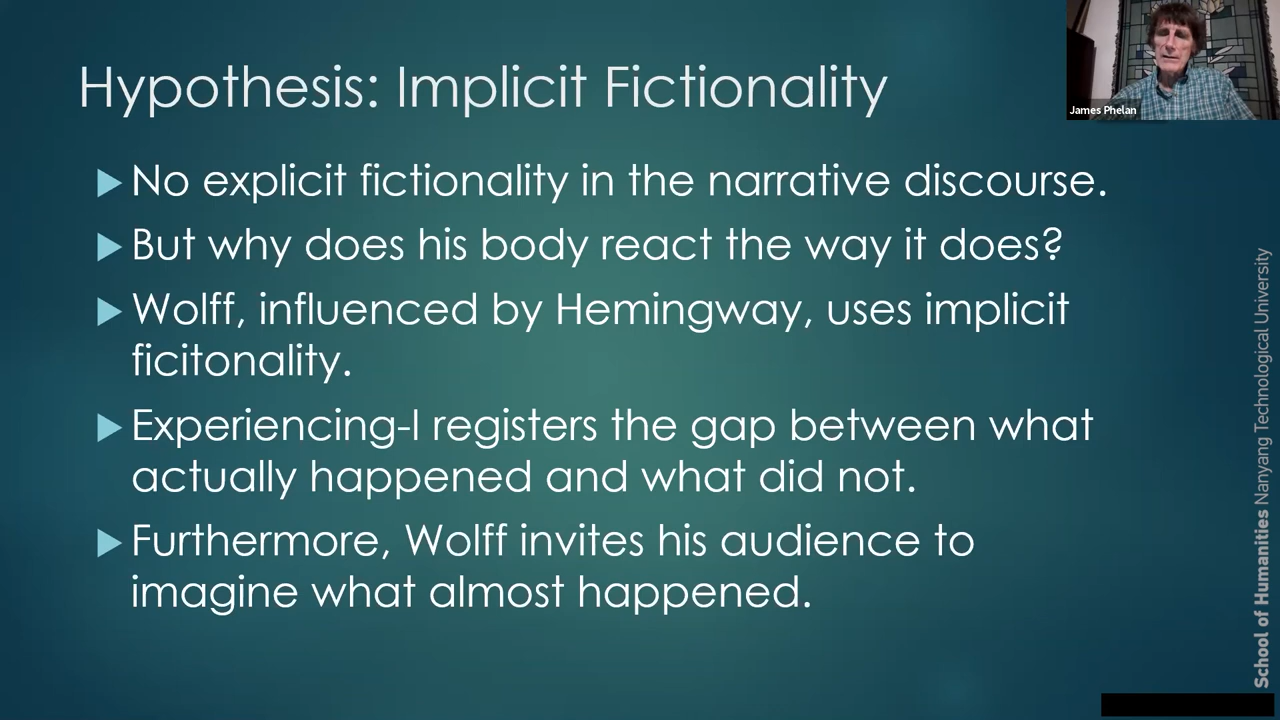 Hypothesis: Implicit Fictionality
James Phelan
No explicit fictionality in the narrative discourse.
But why does his body react the way it does?
Wolff, influenced by Hemingway, uses implicit
ficitonality.
Experiencing-I registers the gap between what
actually happened and what did not.
Furthermore, Wolff invites his audience to
imagine what almost happened.
School of Humanities Nanyang Technological University